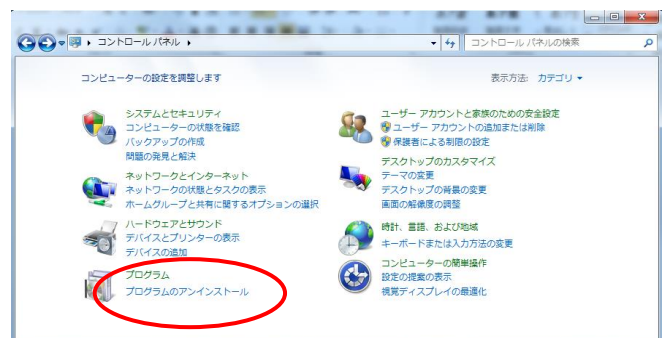 コントロール パネル
コントロール パネルの検索
コンピューターの設定を調整します
表示方法: カテゴリ
システムとセキュリティ
コンピューターの状態を確認
バックアップの作成
問題の発見と解決
ネットワークとインターネット
ネットワークの状態とタスクの表示
ホームグループと共有に関するオプションの選択
ハードウェアとサウンド
デバイスとプリンターの表示
デバイスの追加
プログラム
プログラムのアンインストール
ユーザー アカウントと家族のための安全設定
ユーザー アカウントの追加または削除
保護者による制限の設定
デスクトップのカスタマイズ
テーマの変更
デスクトップの背景の変更
画面の解像度の調整
時計、言語、および地域
キーボードまたは入力方法の変更
コンピューターの簡単操作
設定の提案の表示
視覚ディスプレイの最適化